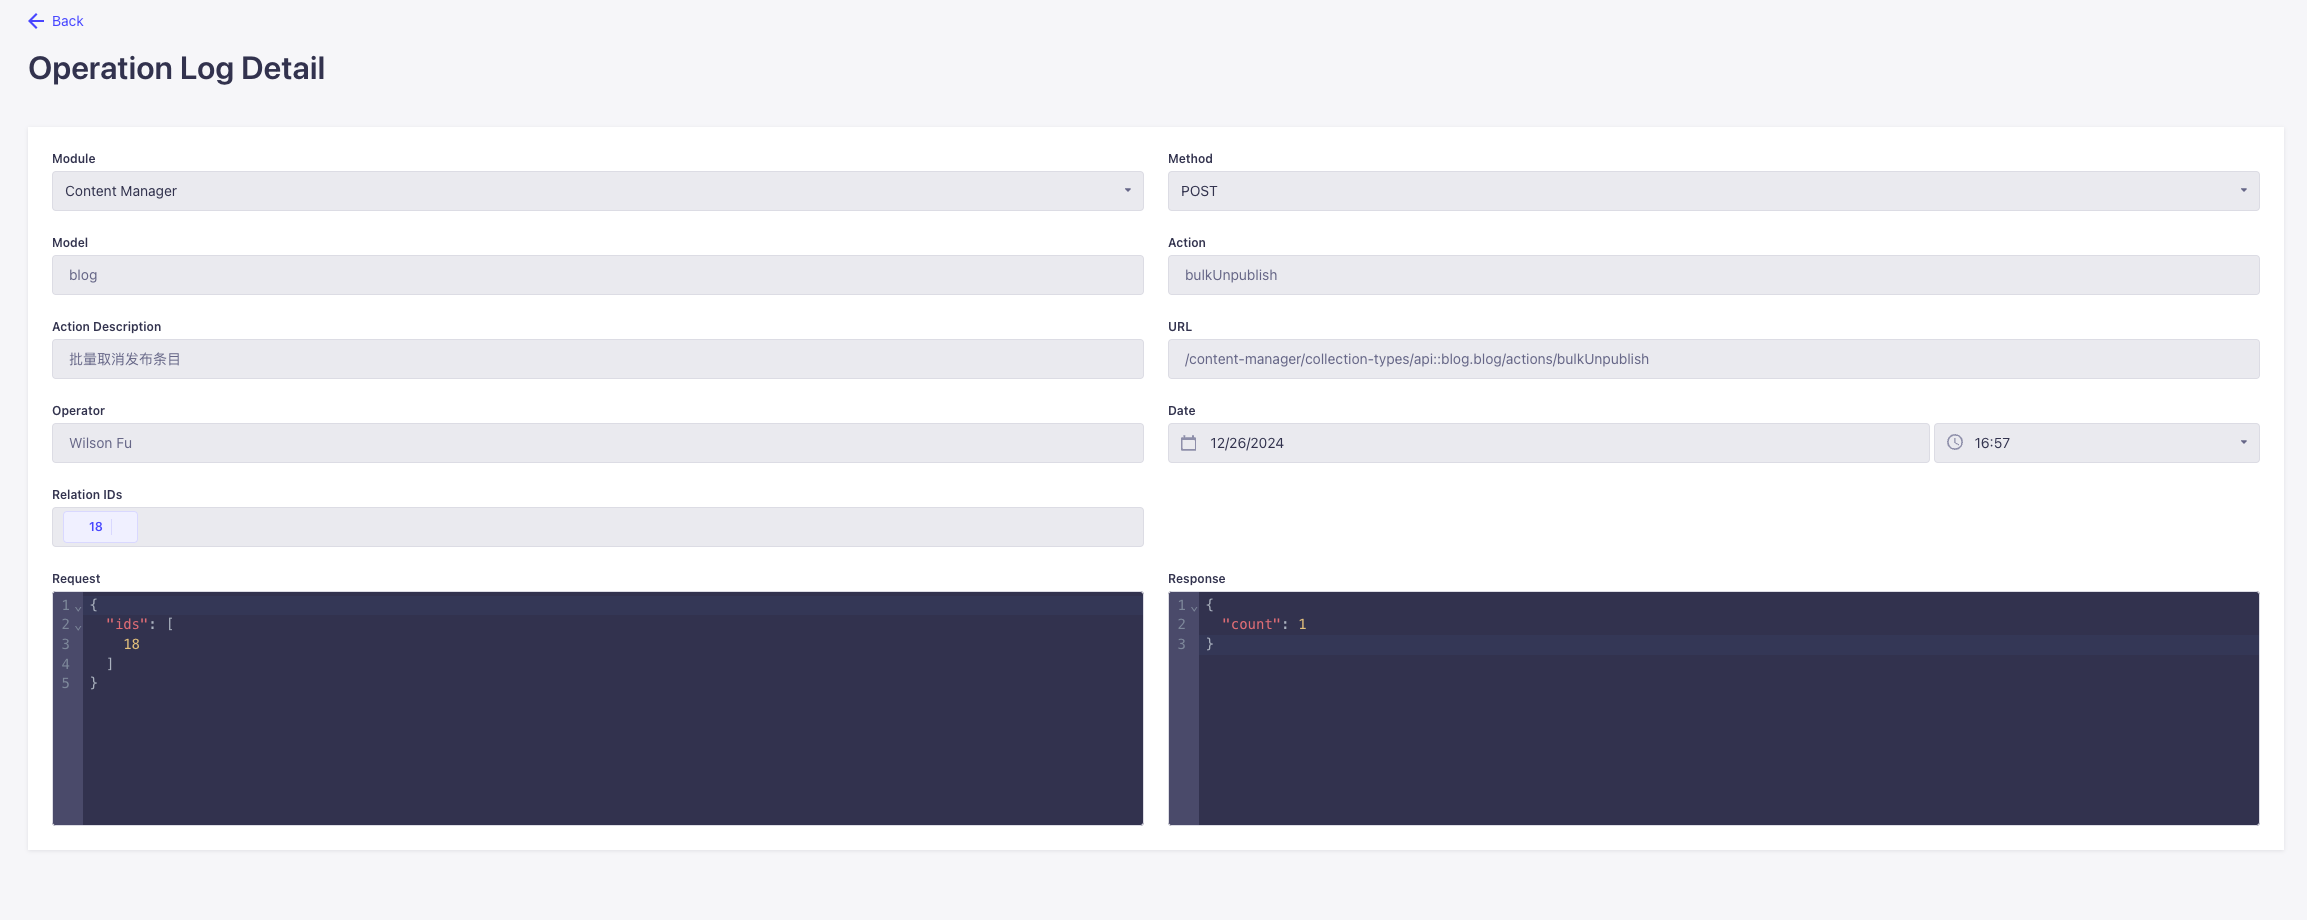 Back
Operation Log Detail
Module
Content Manager
Method
POST
Model
blog
Action
bulkUnpublish
Action Description
批量取消发布条目
URL
/content-manager/collection-types/api::blog.blog/actions/bulkUnpublish
Operator
Wilson Fu
Date
12/26/2024
16:57
Relation IDs
18
Request
1 {
2 "ids": [
3 18
4 ]
5 }
Response
1 {
2 "count": 1
3 }